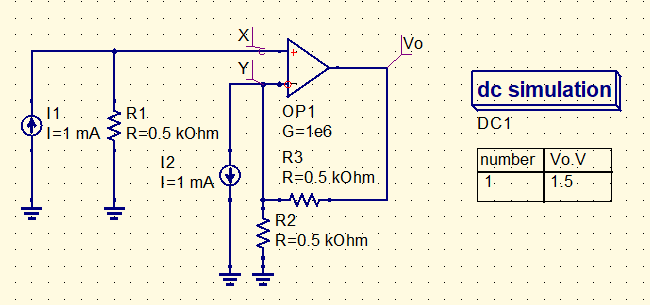 X
Vo
Y
+
-
I1
I=1 mA
R1
R=0.5 kOhm
OP1
G=1e6
I2
I=1 mA
R3
R=0.5 kOhm
R2
R=0.5 kOhm
dc simulation
DC1
number Vo.V
1 1.5